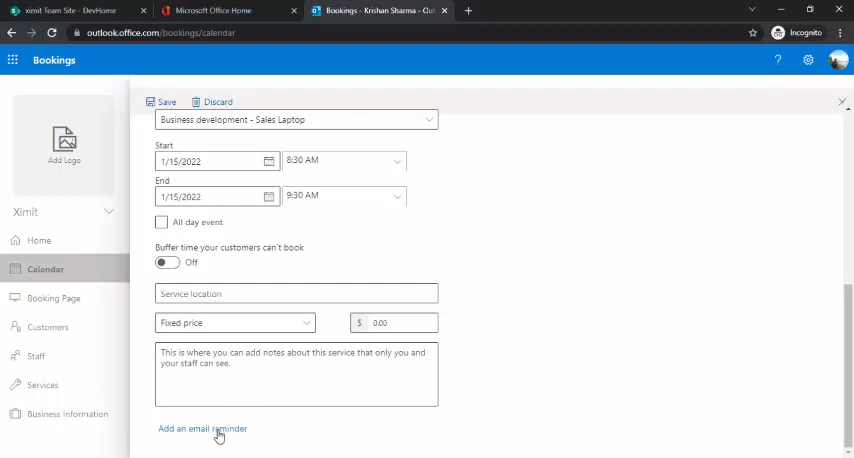 ximit Team Site - DevHome
Microsoft Office Home
Bookings - Krishan Sharma - Out
outlook.office.com/bookings/calendar
Incognito
Bookings
?
Save
Discard
Add Logo
Ximit
Home
Calendar
Booking Page
Customers
Staff
Services
Business Information
Business development - Sales Laptop
Start
1/15/2022
8:30 AM
End
1/15/2022
9:30 AM
All day event
Buffer time your customers can't book
Off
Service location
Fixed price
$
0.00
This is where you can add notes about this service that only you and
your staff can see.
Add an email reminder